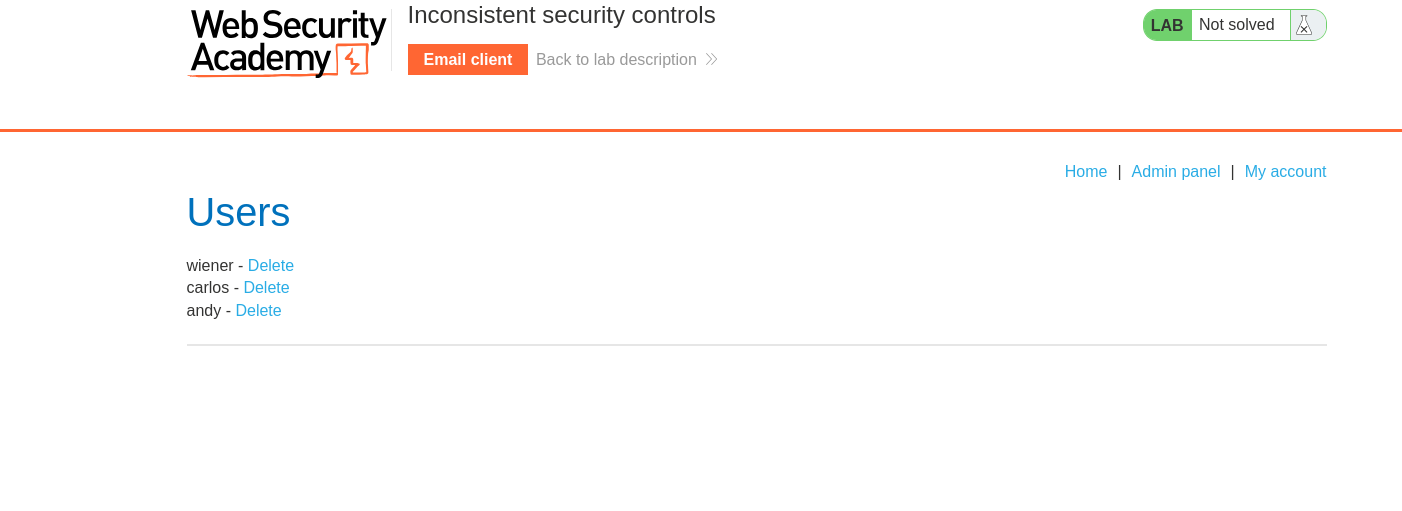 Web Security
Academy
Inconsistent security controls
Email client
Back to lab description
LAB
Not solved
Home | Admin panel | My account
Users
wiener - Delete
carlos - Delete
andy - Delete